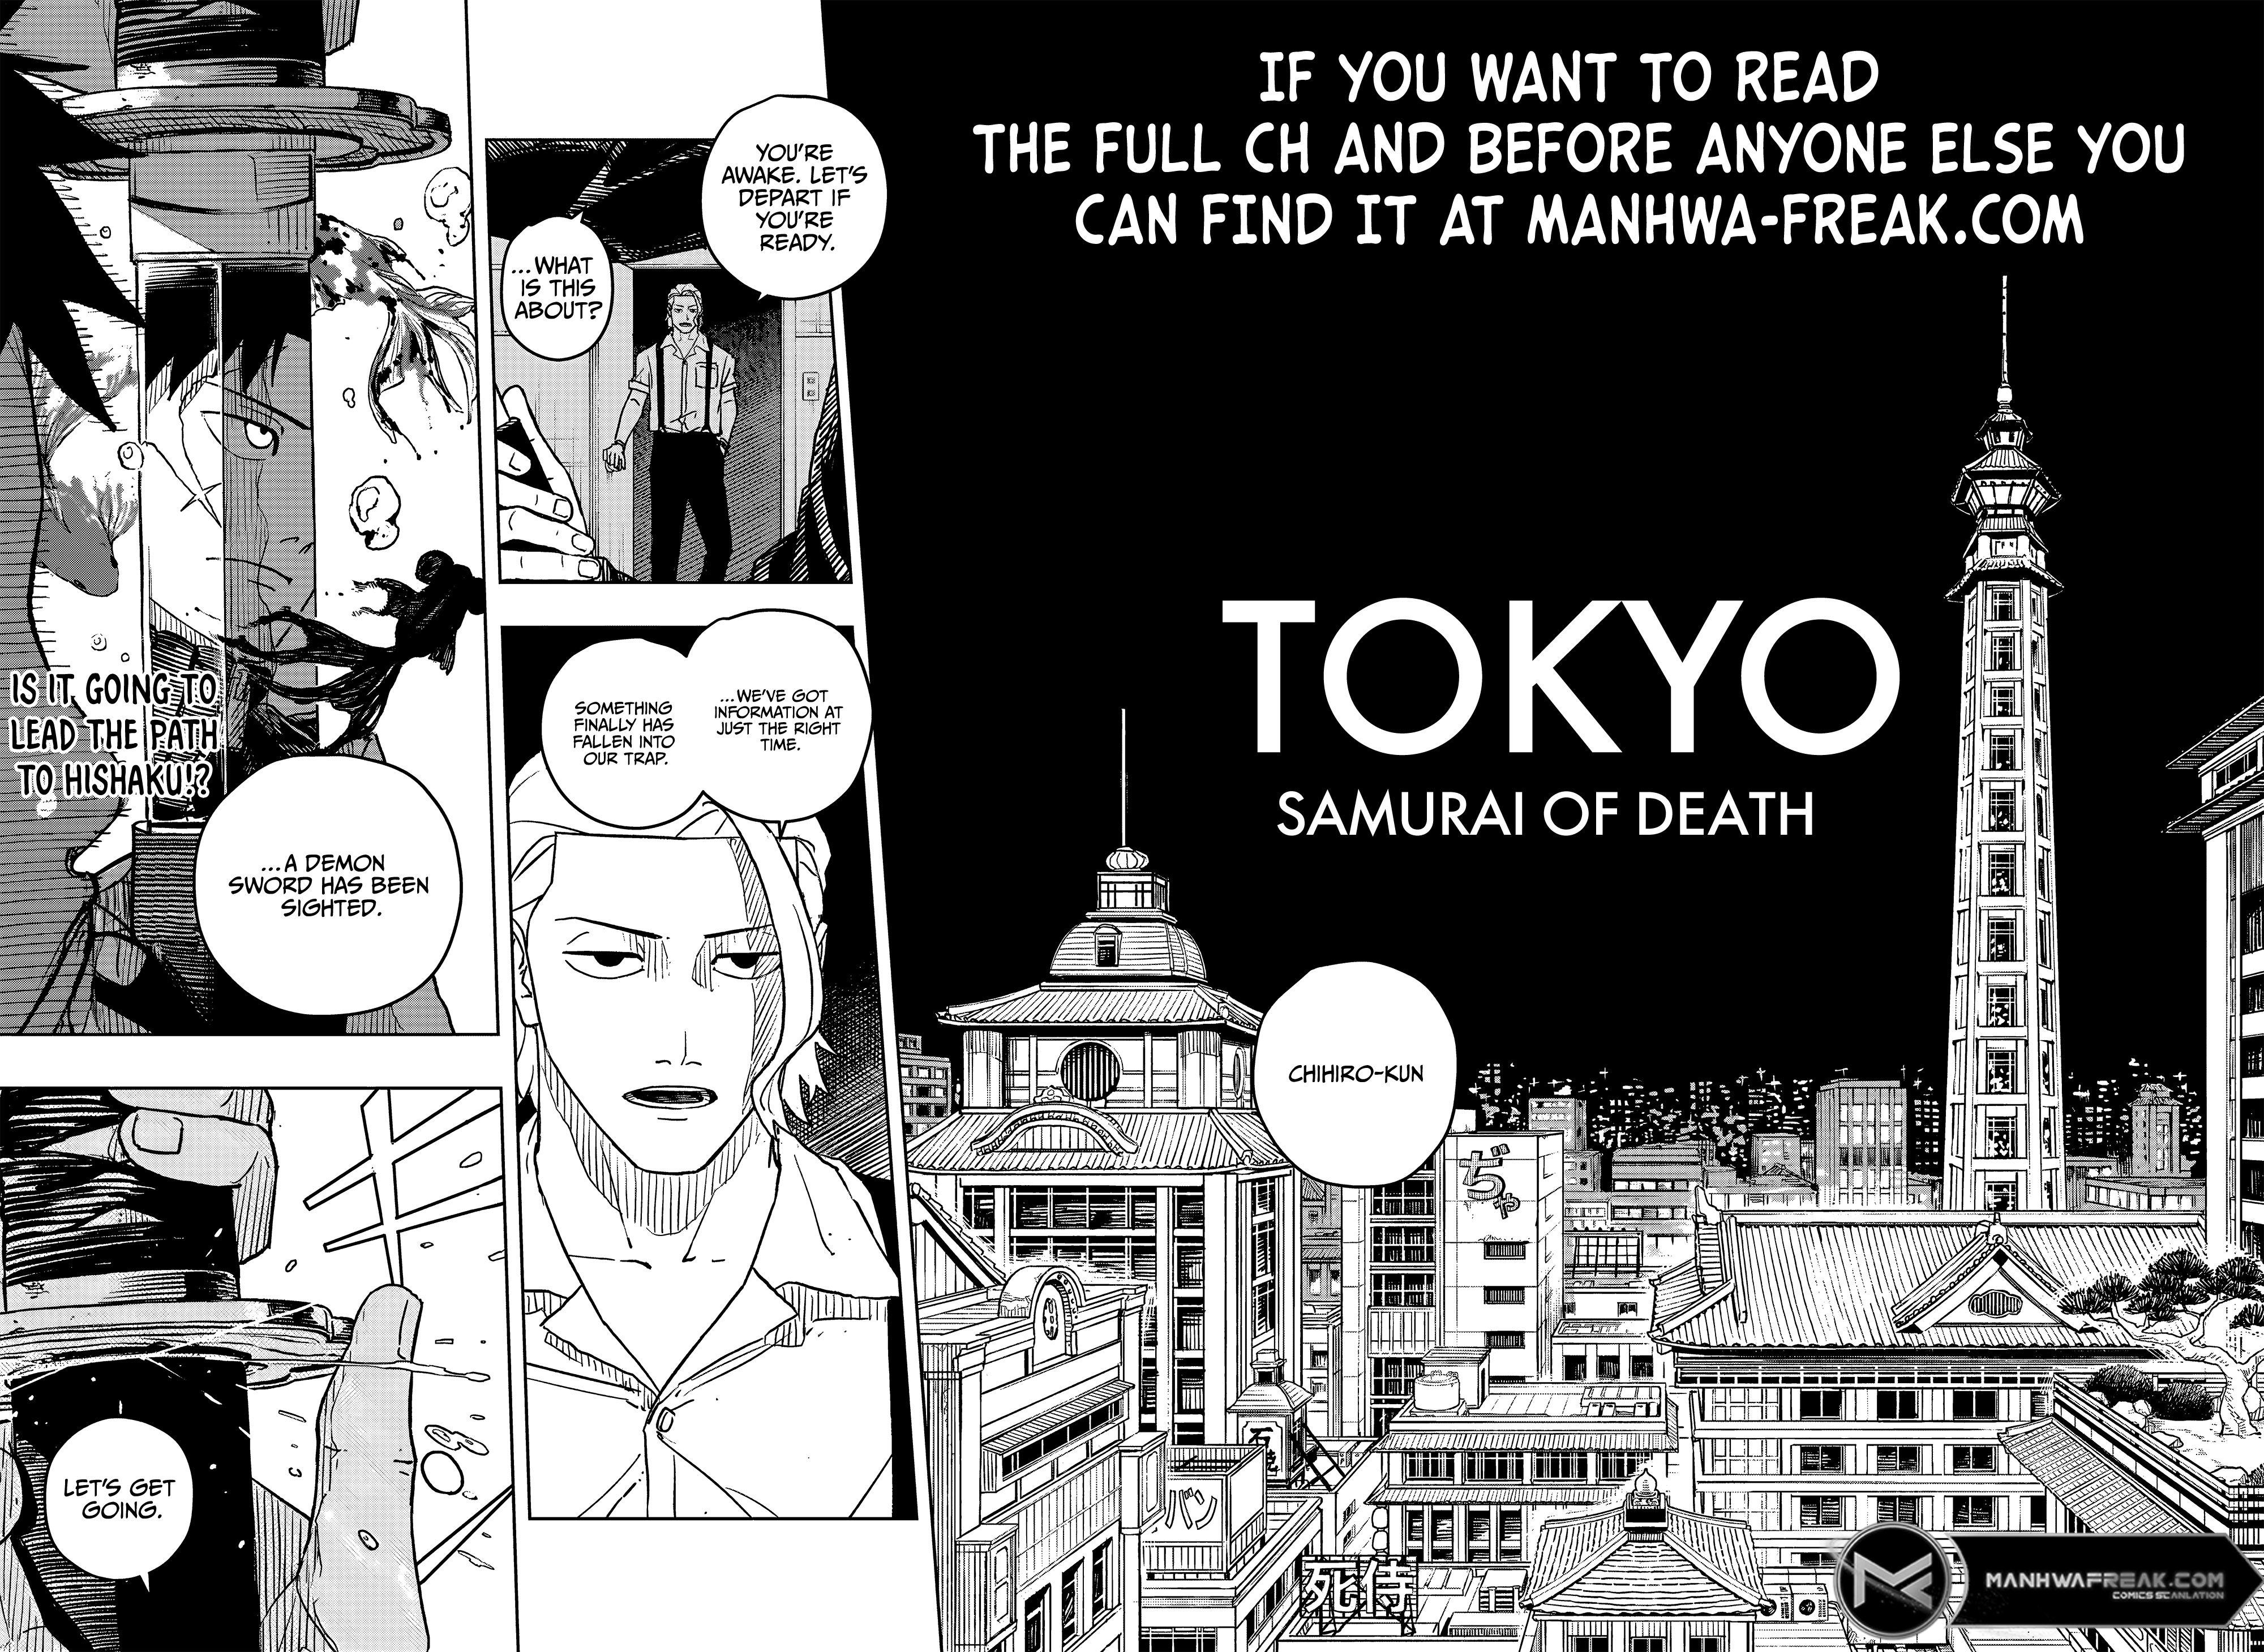 IF YOU WANT TO READ
THE FULL CH AND BEFORE ANYONE ELSE YOU
CAN FIND IT AT MANHWA-FREAK.COM
TOKYO
SAMURAI OF DEATH
CHIHIRO-KUN
ぢゃ
バン
死侍
MANHWAFREAK.COM
COMICS SCANLATION
YOU'RE
AWAKE. LET'S
DEPART IF
YOU'RE
READY.
...WHAT
IS THIS
ABOUT?
...WE'VE GOT
INFORMATION AT
JUST THE RIGHT
TIME.
SOMETHING
FINALLY HAS
FALLEN INTO
OUR TRAP.
...A DEMON
SWORD HAS BEEN
SIGHTED.
IS IT GOING TO
LEAD THE PATH
TO HISHAKU!?
LET'S GET
GOING.